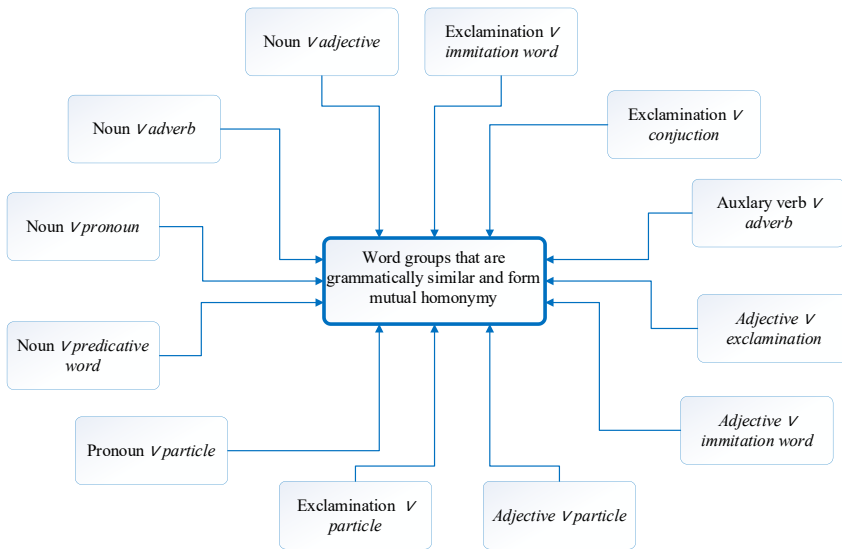 Noun V adjective
Exclamination V
immitation word
Exclamination V
conjuction
Noun V adverb
Auxlary verb V
adverb
Noun V pronoun
Word groups that are
grammatically similar and form
mutual homonymy
Adjective V
exclamination
Noun V predicative
word
Adjective V
immitation word
Pronoun V particle
Exclamination V
particle
Adjective V particle